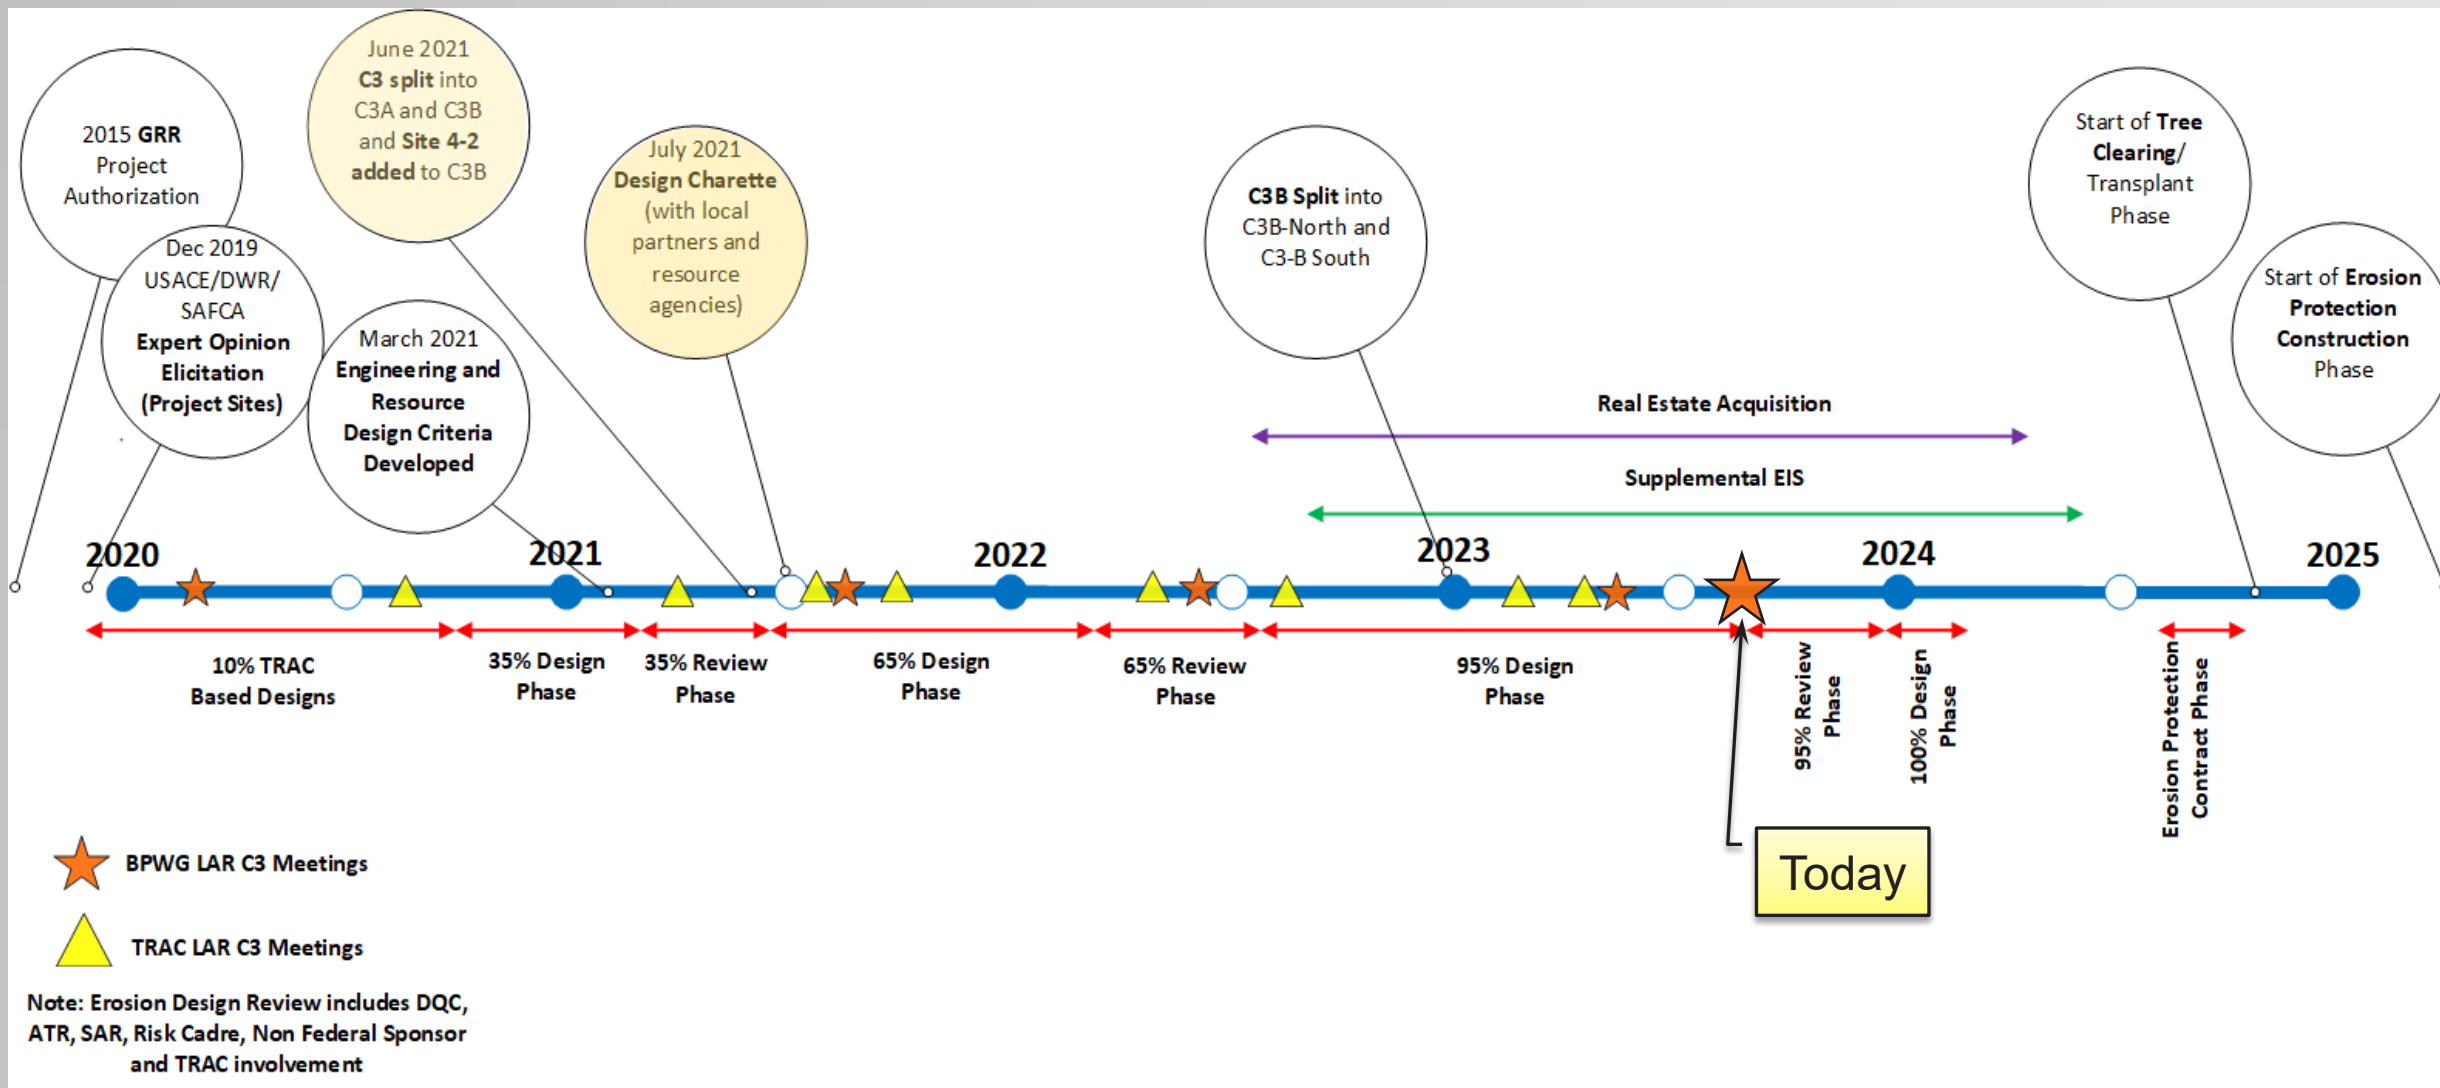 2015 GRR
Project
Authorization
Dec 2019
USACE/DWR/
SAFCA
Expert Opinion
Elicitation
(Project Sites)
June 2021
C3 split into
C3A and C3B
and Site 4-2
added to C3B
March 2021
Engineering and
Resource
Design Criteria
Developed
July 2021
Design Charette
(with local
partners and
resource
agencies)
C3B Split into
C3B-North and
C3-B South
Start of Tree
Clearing/
Transplant
Phase
Start of Erosion
Protection
Construction
Phase
Real Estate Acquisition
Supplemental EIS
2020
2021
2022
2023
2024
2025
10% TRAC
Based Designs
35% Design
Phase
35% Review
Phase
65% Design
Phase
65% Review
Phase
95% Design
Phase
95% Review
Phase
100% Design
Phase
Erosion Protection
Contract Phase
Today
BPWG LAR C3 Meetings
TRAC LAR C3 Meetings
Note: Erosion Design Review includes DQC,
ATR, SAR, Risk Cadre, Non Federal Sponsor
and TRAC involvement